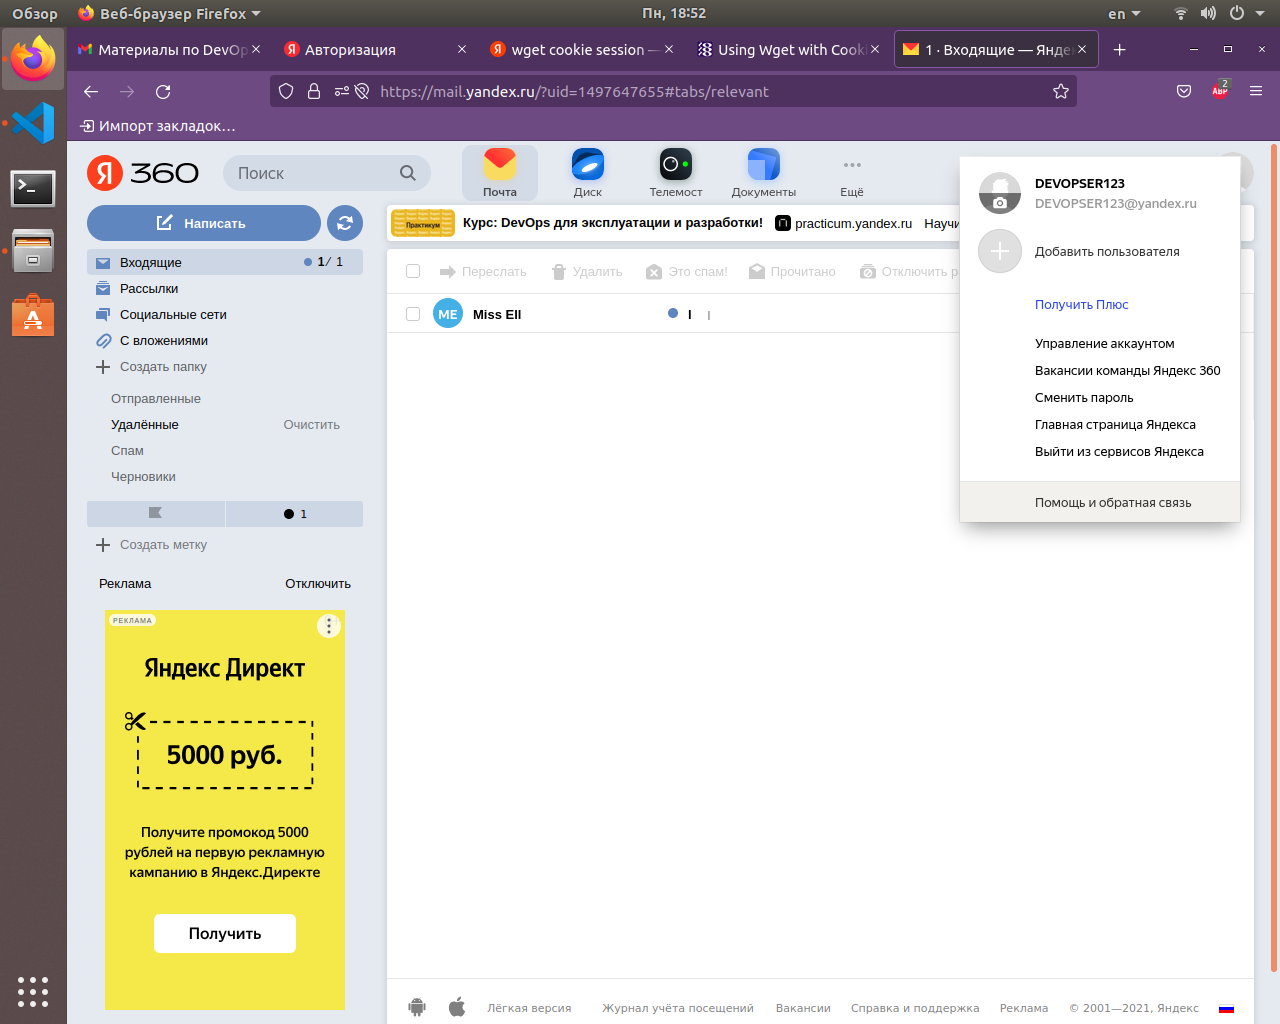 Обзор
Веб-браузер Firefox
Пн, 18:52
en
Материалы по DevOp
Авторизация
wget cookie session —
Using Wget with Cooki
1 · Входящие — Янде
https://mail.yandex.ru/?uid=1497647655#tabs/relevant
ABP
2
Импорт закладок…
Я 360
Поиск
Почта
Диск
Телемост
Документы
Ещё
Написать
Практикум
Курс: DevOps для эксплуатации и разработки!
practicum.yandex.ru
Научи
Входящие
1 / 1
Рассылки
Социальные сети
С вложениями
Создать папку
Отправленные
Удалённые
Очистить
Спам
Черновики
1
Создать метку
Переслать
Удалить
Это спам!
Прочитано
Отключить р
ME
Miss Ell
I
I
DEVOPSER123
DEVOPSER123@yandex.ru
Добавить пользователя
Получить Плюс
Управление аккаунтом
Вакансии команды Яндекс 360
Сменить пароль
Главная страница Яндекса
Выйти из сервисов Яндекса
Помощь и обратная связь
Реклама
Отключить
РЕКЛАМА
Яндекс Директ
5000 руб.
Получите промокод 5000
рублей на первую рекламную
кампанию в Яндекс.Директе
Получить
Лёгкая версия
Журнал учёта посещений
Вакансии
Справка и поддержка
Реклама
© 2001—2021, Яндекс